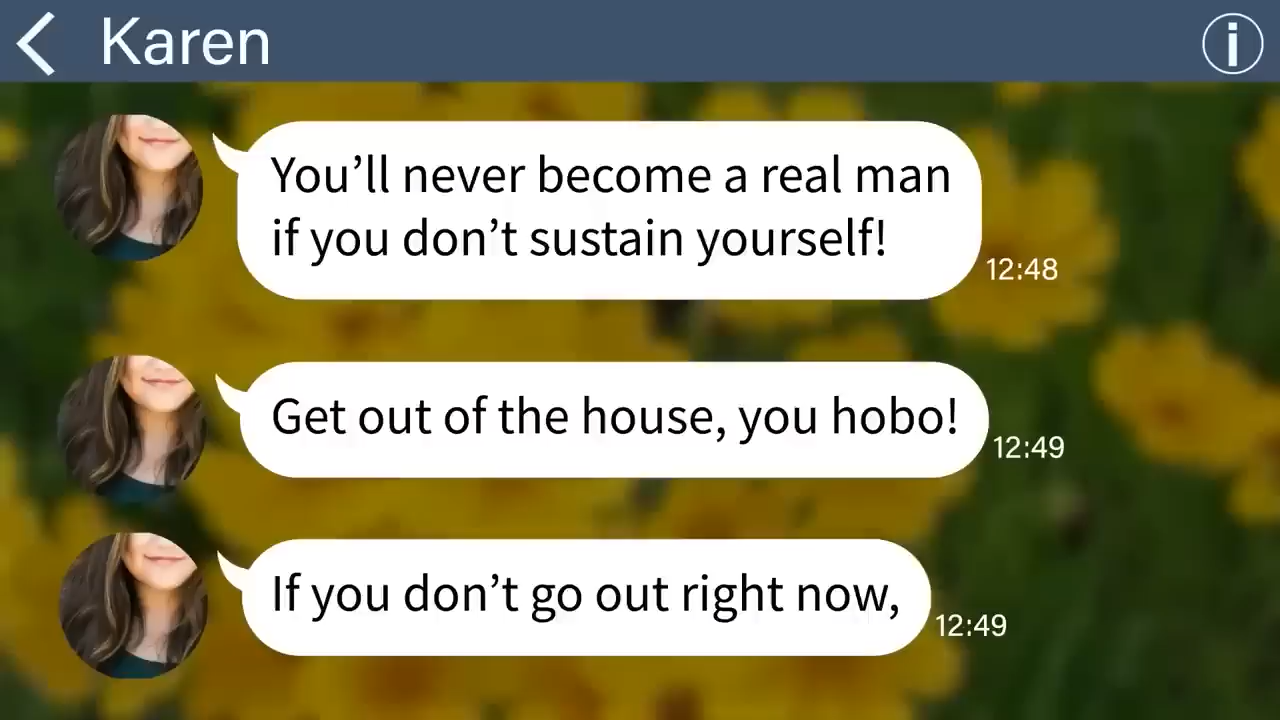 Karen
You’ll never become a real man
if you don’t sustain yourself!
12:48
Get out of the house, you hobo!
12:49
If you don’t go out right now,
12:49